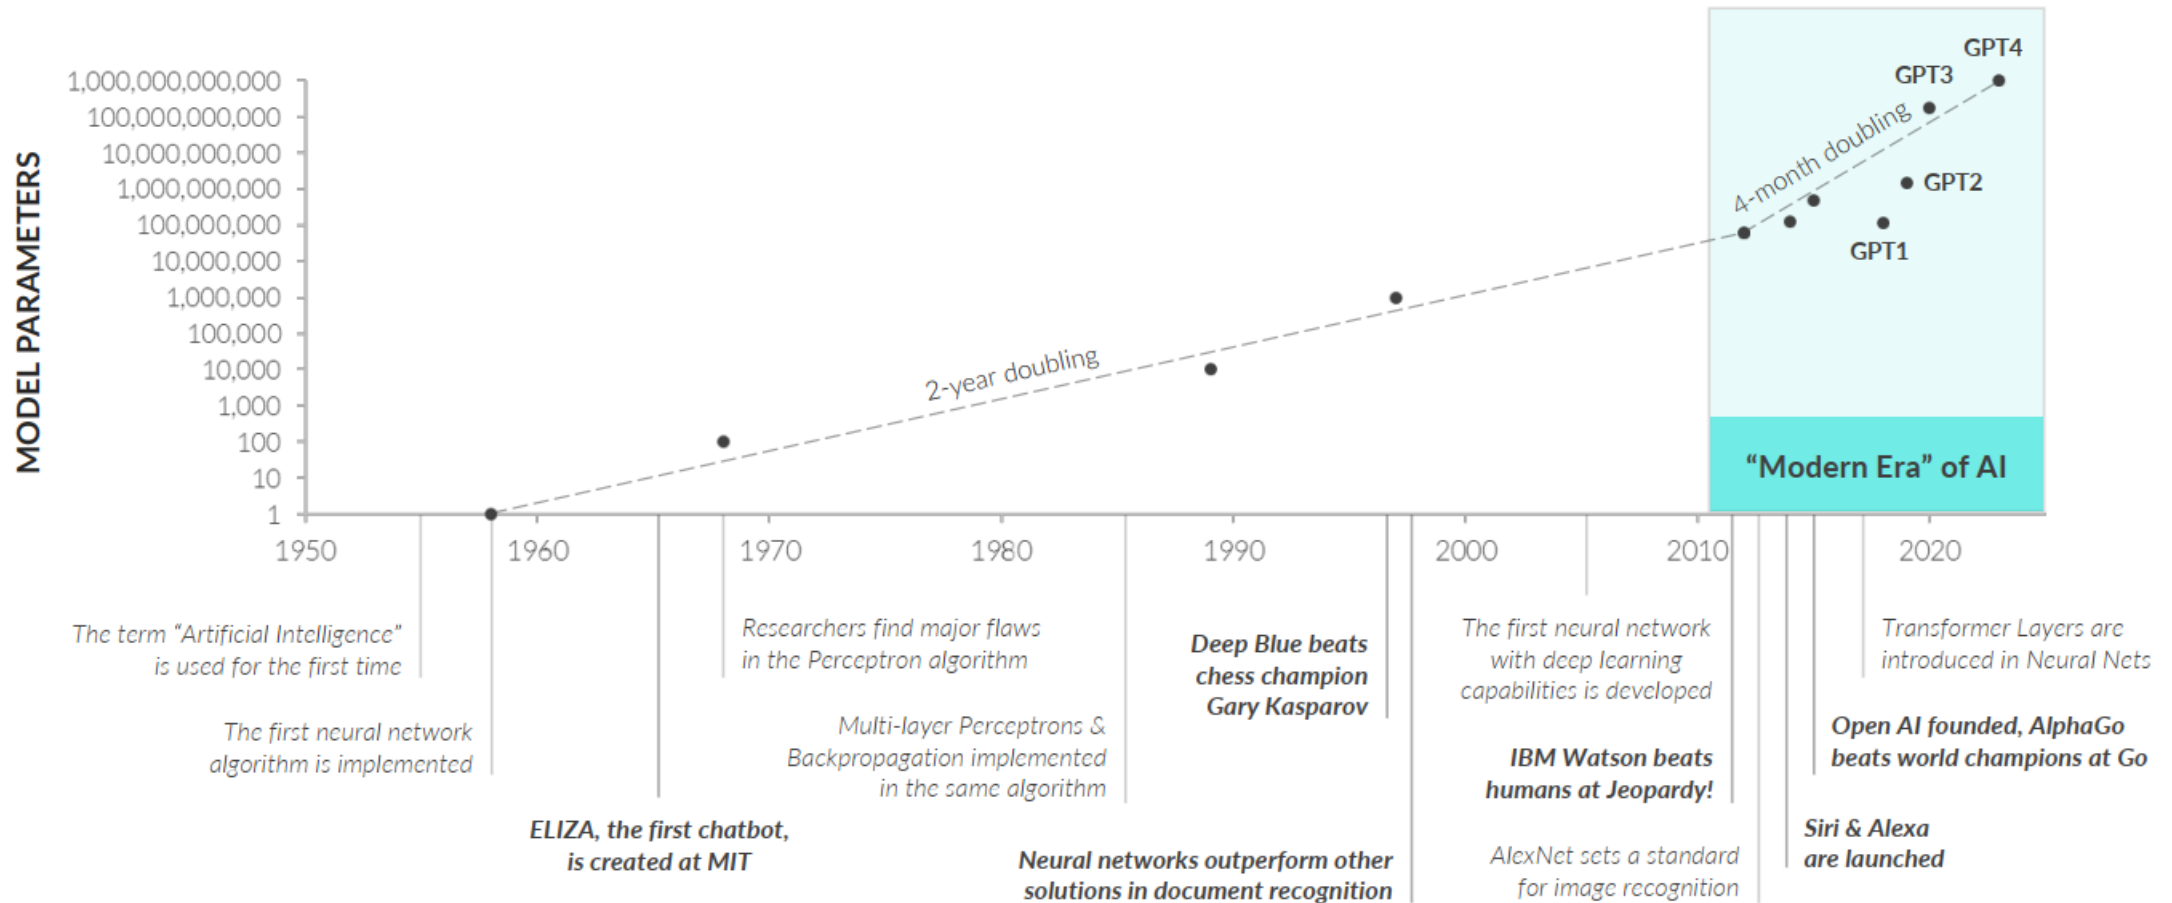 MODEL PARAMETERS
1,000,000,000,000
100,000,000,000
10,000,000,000
1,000,000,000
100,000,000
10,000,000
1,000,000
100,000
10,000
1,000
100
10
1
2-year doubling
4-month doubling
GPT4
GPT3
GPT2
GPT1
“Modern Era” of AI
1950
1960
1970
1980
1990
2000
2010
2020
The term “Artificial Intelligence”
is used for the first time
The first neural network
algorithm is implemented
ELIZA, the first chatbot,
is created at MIT
Researchers find major flaws
in the Perceptron algorithm
Multi-layer Perceptrons &
Backpropagation implemented
in the same algorithm
Deep Blue beats
chess champion
Gary Kasparov
Neural networks outperform other
solutions in document recognition
The first neural network
with deep learning
capabilities is developed
IBM Watson beats
humans at Jeopardy!
AlexNet sets a standard
for image recognition
Siri & Alexa
are launched
Open AI founded, AlphaGo
beats world champions at Go
Transformer Layers are
introduced in Neural Nets